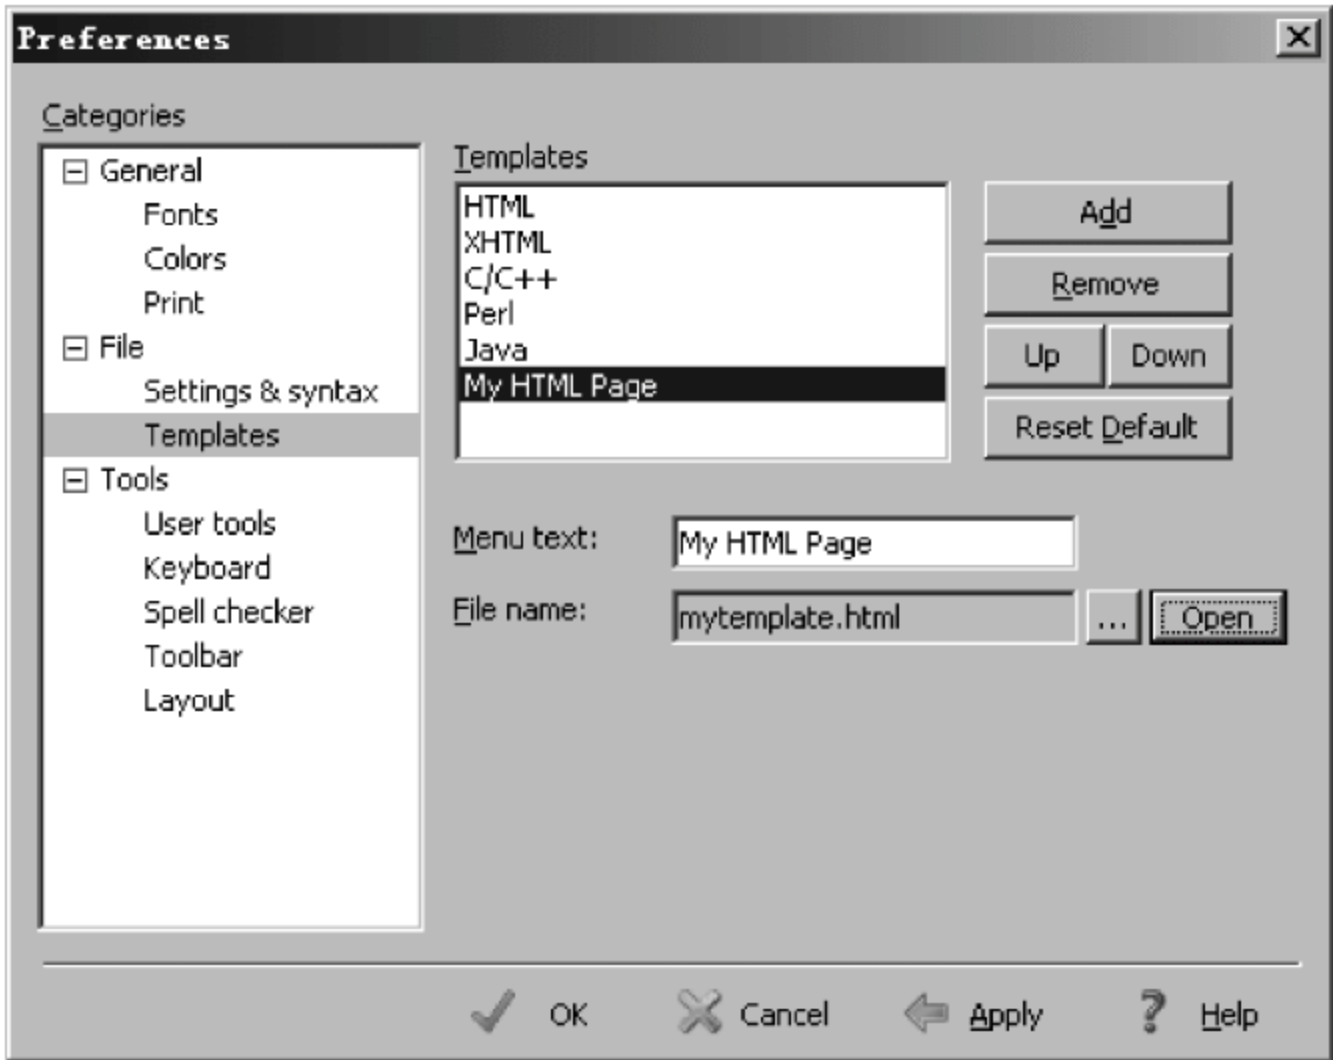 Preferences
Categories
General
Fonts
Colors
Print
File
Settings & syntax
Templates
Tools
User tools
Keyboard
Spell checker
Toolbar
Layout
Templates
HTML
XHTML
C/C++
Perl
Java
My HTML Page
Add
Remove
Up Down
Reset Default
Menu text: My HTML Page
File name: mytemplate.html ... Open
OK Cancel Apply Help